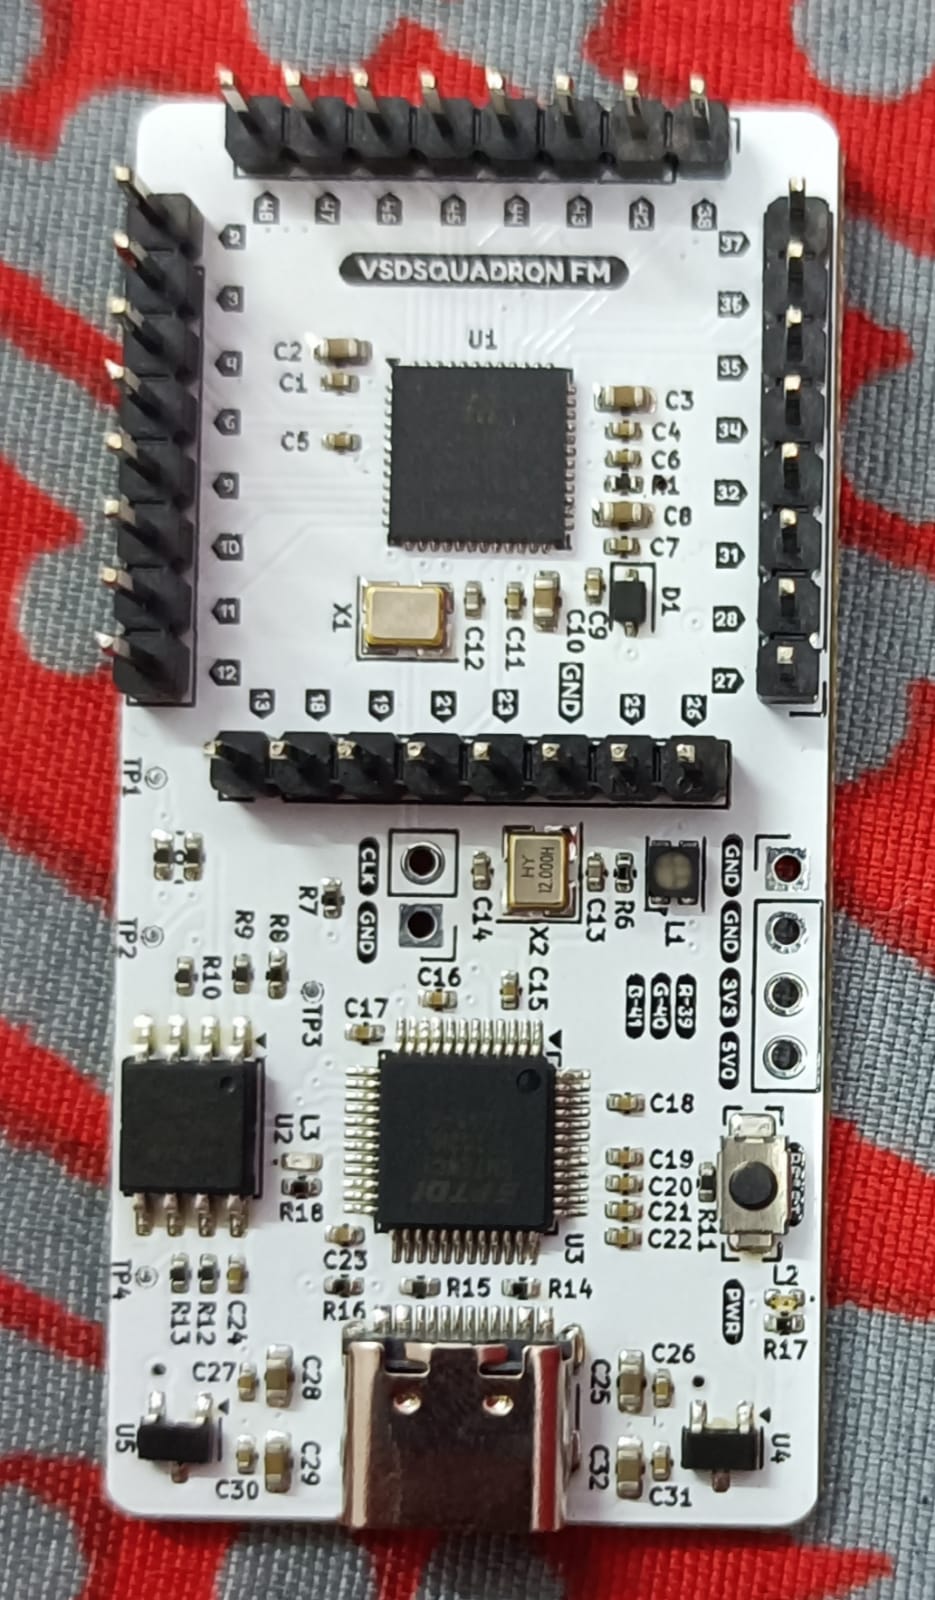 48 47 46 45 44 43 42 38
2
37
VSDSQUADRON FM
3
36
U1
C2
4
35
C1
C3
6
C4
34
C5
C6
R1
9
32
C8
10
C7
31
X1
D1
11
28
C12 C11 C10 C9
12
27
13 18 19 21 23 GND 25 26
TP1
CLK
HY
12.000H
GND
R7
C14
X2
C13
R6
L1
GND
GND
TP2
R9
R8
R10
C16
C15
B-41
G-40
R-39
3V3
TP3
C17
5V0
C18
U2
L3
C19
C20
RESET
FTDI
R18
C21
R11
C22
C23
U3
TP4
R16
R15
R14
L2
R13
R12
C24
PWR
R17
C27
C28
C25
C26
U5
U4
C30
C29
C32
C31